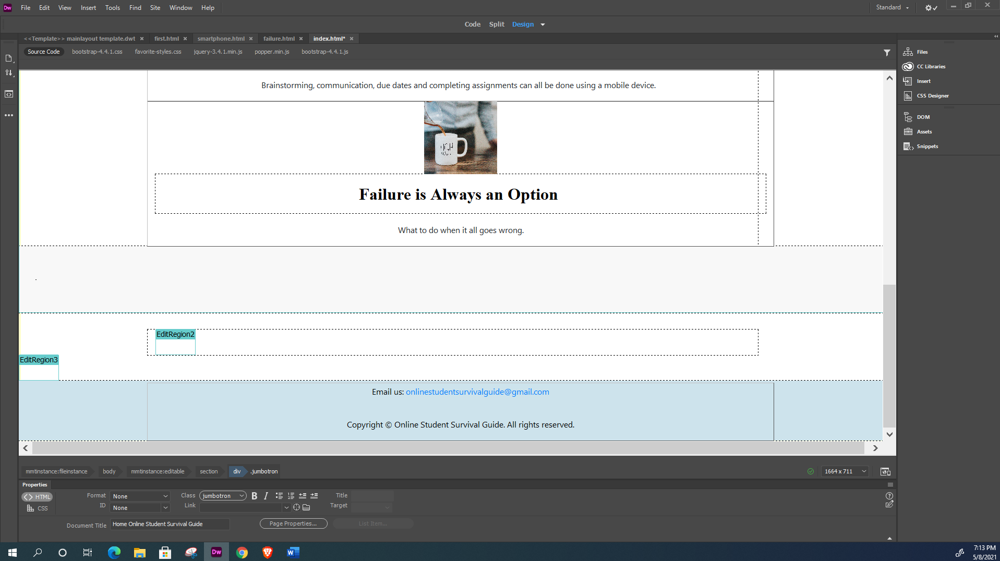 Dw File Edit View Insert Tools Find Site Window Help Standard
Code Split Design
<<Template>> mainlayout template.dwt × first.html × smartphone.html × failure.html × index.html* ×
Source Code bootstrap-4.4.1.css favorite-styles.css jquery-3.4.1.min.js popper.min.js bootstrap-4.4.1.js
Files
CC Libraries
Insert
CSS Designer
DOM
Assets
Snippets
Brainstorming, communication, due dates and completing assignments can all be done using a mobile device.
Failure is Always an Option
What to do when it all goes wrong.
.
EditRegion2
EditRegion3
Email us: onlinestudentsurvivalguide@gmail.com
Copyright © Online Student Survival Guide. All rights reserved.
mmtinstance:fileinstance body mmtinstance:editable section div .jumbotron 1664 x 711
Properties
<> HTML Format None Class jumbotron B I Title
CSS ID None Link Target
Document Title Home Online Student Survival Guide Page Properties... List Item...
Dw W 7:13 PM
5/8/2021